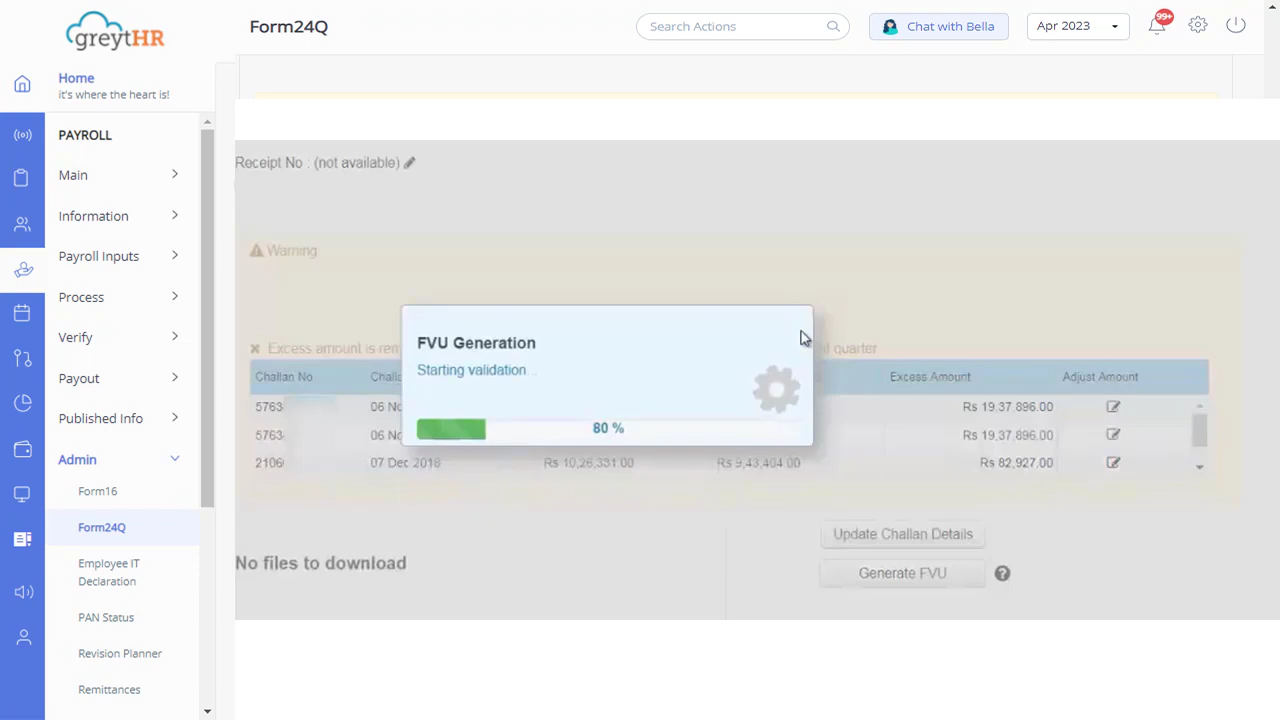 greytHR
Form24Q
Search Actions
Chat with Bella
Apr 2023
99+
Home
it's where the heart is!
PAYROLL
Main
Information
Payroll Inputs
Process
Verify
Payout
Published Info
Admin
Form16
Form24Q
Employee IT
Declaration
PAN Status
Revision Planner
Remittances
Receipt No : (not available)
Warning
Excess amount is quarter
Challan No Excess Amount Adjust Amount
5763 06 Rs 19,37,896.00
5763 06 Rs 19,37,896.00
2106 07 Dec 2018 Rs 10,26,331.00 Rs 9,43,404.00 Rs 82,927.00
FVU Generation
Starting validation...
80 %
No files to download
Update Challan Details
Generate FVU